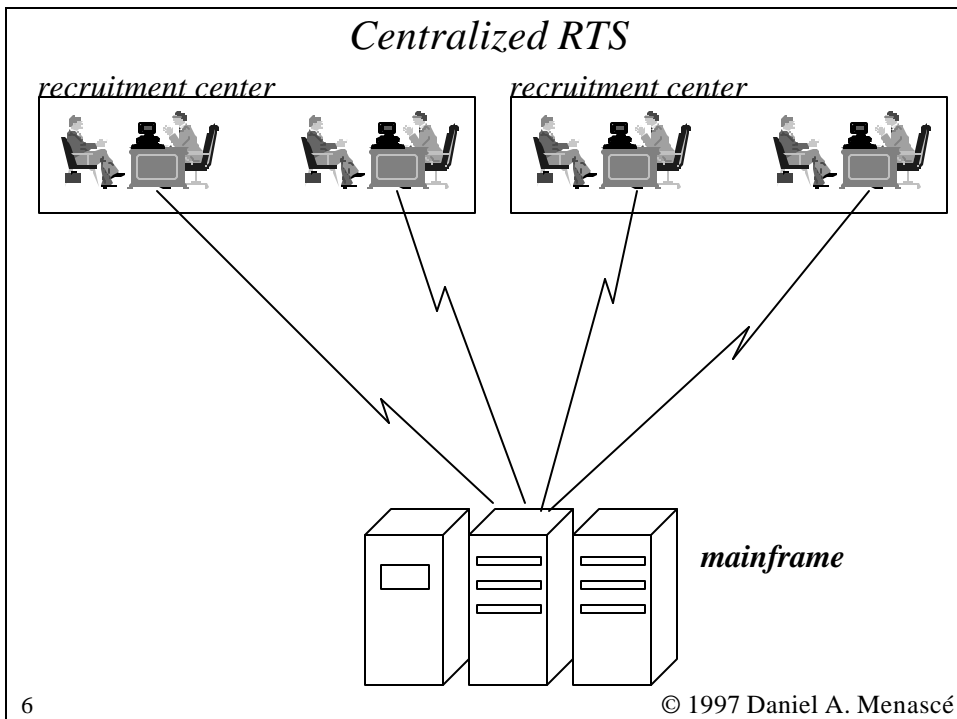 Centralized RTS
recruitment center
recruitment center
mainframe
6
© 1997 Daniel A. Menascé